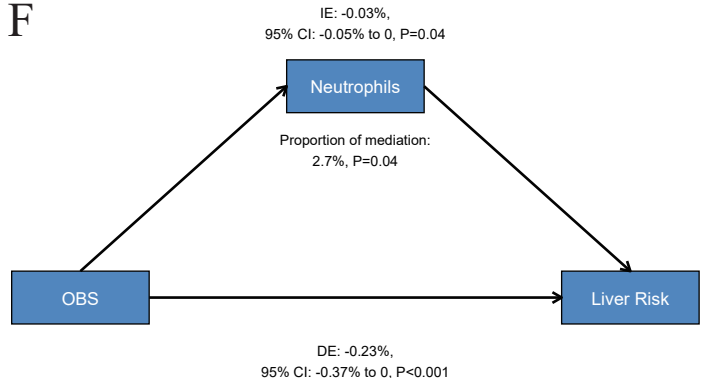 F
IE: -0.03%,
95% CI: -0.05% to 0, P=0.04
Neutrophils
Proportion of mediation:
2.7%, P=0.04
OBS
Liver Risk
DE: -0.23%,
95% CI: -0.37% to 0, P<0.001